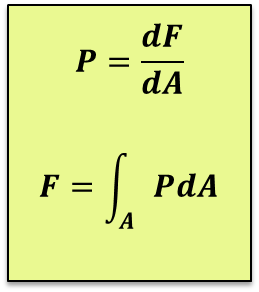 P = dF/dA
F = ∫_A PdA